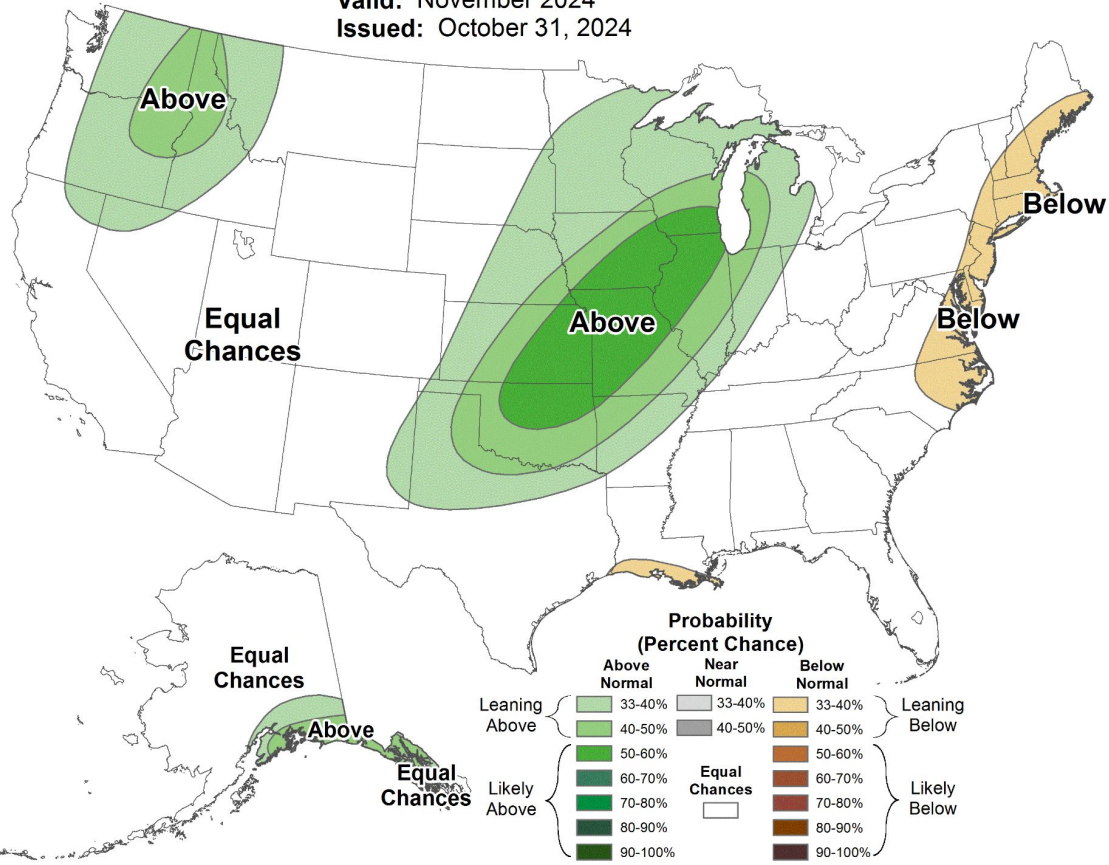 Valid: November 2024
Issued: October 31, 2024
Above
Below
Equal
Chances
Above
Below
Equal
Chances
Above
Equal
Chances
Probability
(Percent Chance)
Above
Normal
Near
Normal
Below
Normal
Leaning
Above
33-40%
33-40%
33-40%
Leaning
Below
40-50%
40-50%
40-50%
Likely
Above
50-60%
60-70%
70-80%
80-90%
90-100%
Equal
Chances
50-60%
60-70%
70-80%
80-90%
90-100%
Likely
Below